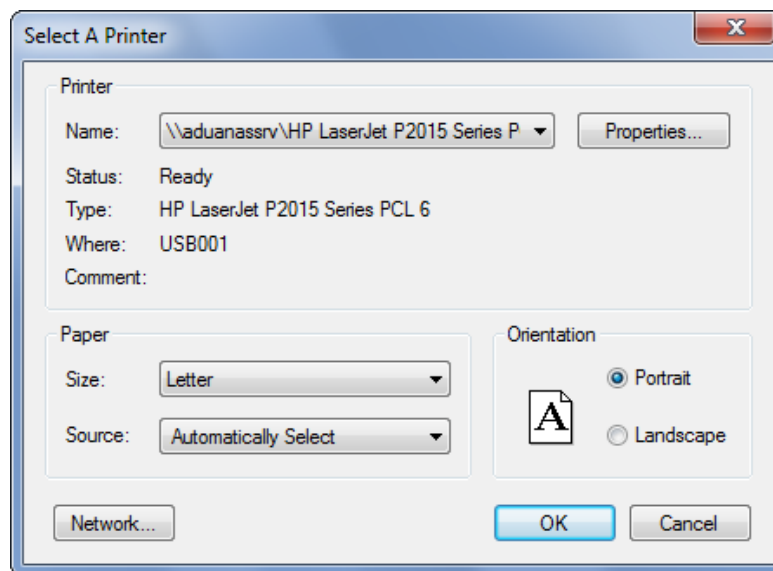 Select A Printer
Printer
Name: \\aduanassrv\HP LaserJet P2015 Series P Properties...
Status: Ready
Type: HP LaserJet P2015 Series PCL 6
Where: USB001
Comment:
Paper
Size: Letter
Source: Automatically Select
Orientation
A
Portrait
Landscape
Network... OK Cancel